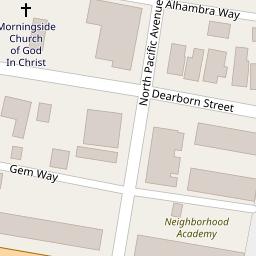 Alhambra Way
Morningside
Church
of God
In Christ
North Pacific Avenue
Dearborn Street
Gem Way
Neighborhood
Academy